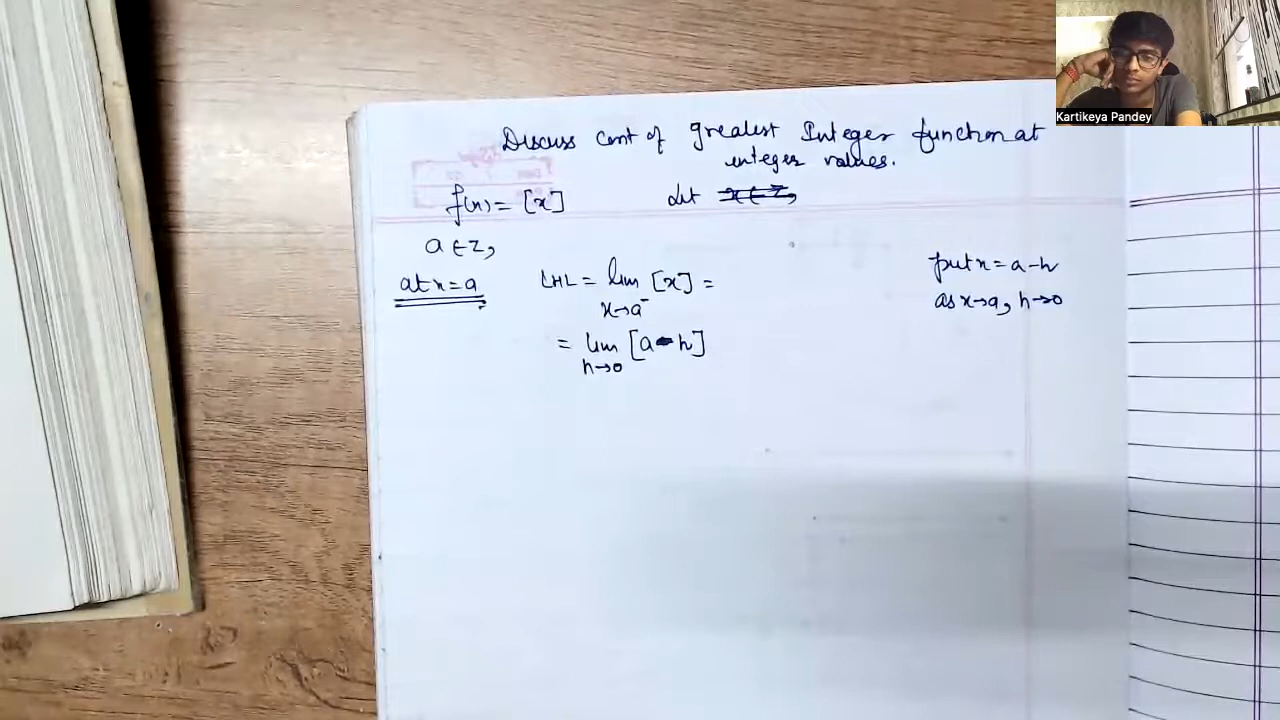 Discuss cont of greatest Integer function at
integer values.
f(x) = [x] Let x ∈ Z,
a ∈ Z,
at x = a
LHL = lim [x] =
x→a⁻
= lim [a - h]
h→0
put x = a - h
as x→a, h→0
Kartikeya Pandey